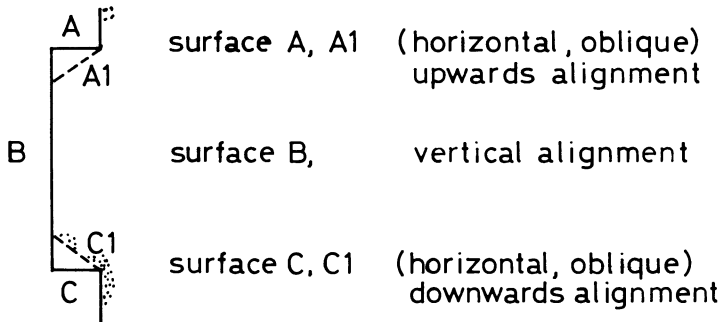 A
surface A, A1 (horizontal, oblique)
A1
upwards alignment
B surface B, vertical alignment
C1
surface C, C1 (horizontal, oblique)
C
downwards alignment